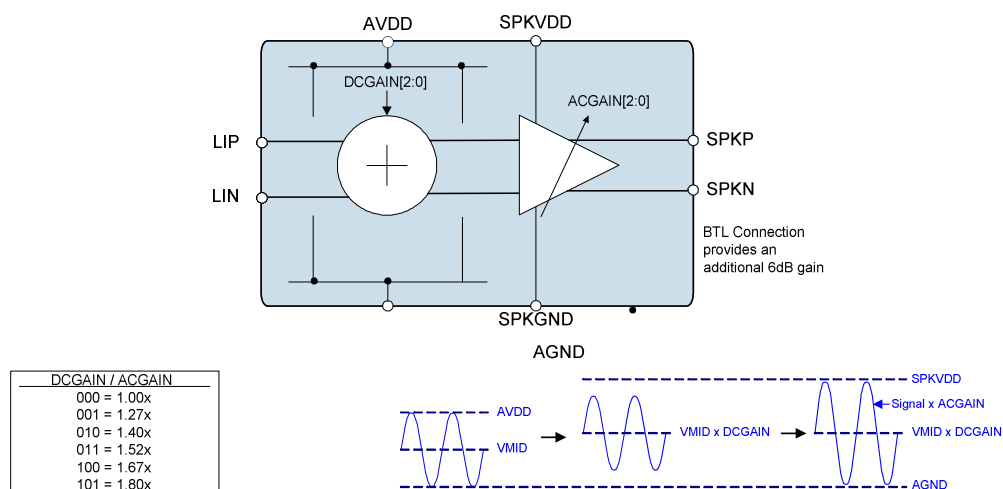 AVDD
SPKVDD
DCGAIN[2:0]
ACGAIN[2:0]
LIP
SPKP
LIN
SPKN
BTL Connection
provides an
additional 6dB gain
SPKGND
AGND
DCGAIN / ACGAIN
000 = 1.00x
001 = 1.27x
010 = 1.40x
011 = 1.52x
100 = 1.67x
101 = 1.80x
AVDD
VMID
VMID x DCGAIN
SPKVDD
Signal x ACGAIN
VMID x DCGAIN
AGND